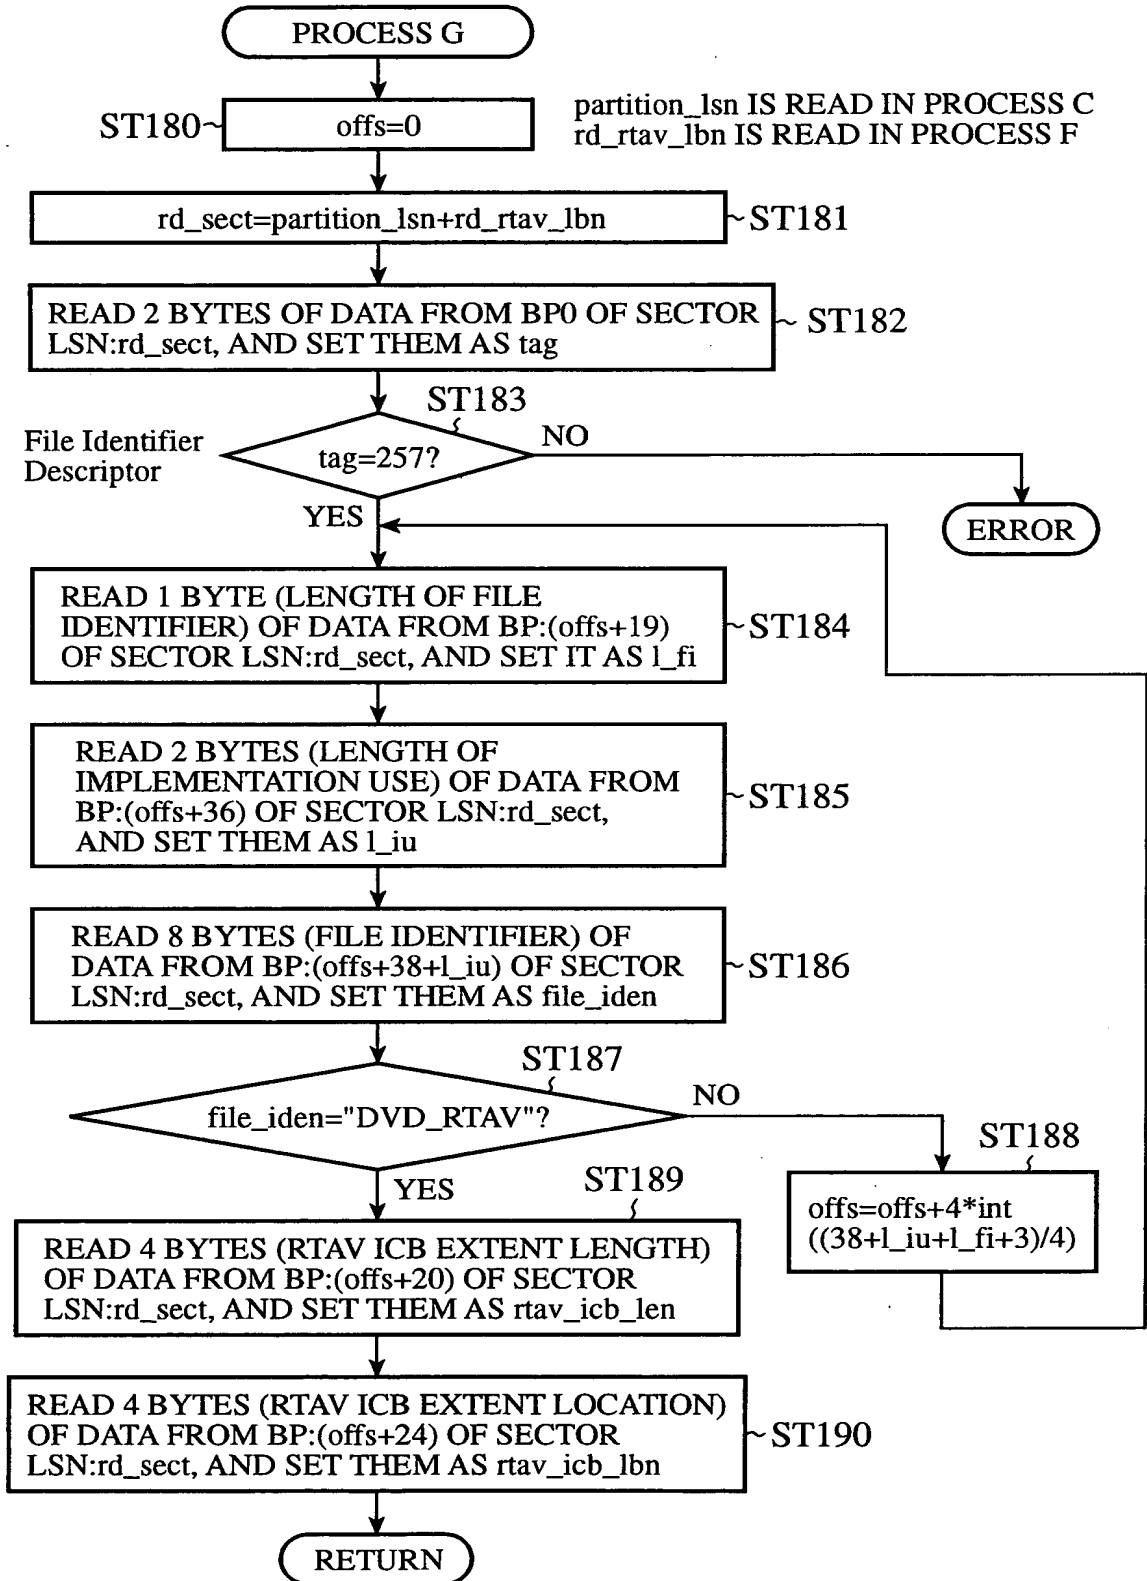 PROCESS G
ST180
offs=0
partition_lsn IS READ IN PROCESS C
rd_rtav_lbn IS READ IN PROCESS F
rd_sect=partition_lsn+rd_rtav_lbn
ST181
READ 2 BYTES OF DATA FROM BP0 OF SECTOR
LSN:rd_sect, AND SET THEM AS tag
ST182
ST183
File Identifier
Descriptor
tag=257?
NO
YES
ERROR
READ 1 BYTE (LENGTH OF FILE
IDENTIFIER) OF DATA FROM BP:(offs+19)
OF SECTOR LSN:rd_sect, AND SET IT AS l_fi
ST184
READ 2 BYTES (LENGTH OF
IMPLEMENTATION USE) OF DATA FROM
BP:(offs+36) OF SECTOR LSN:rd_sect,
AND SET THEM AS l_iu
ST185
READ 8 BYTES (FILE IDENTIFIER) OF
DATA FROM BP:(offs+38+l_iu) OF SECTOR
LSN:rd_sect, AND SET THEM AS file_iden
ST186
ST187
file_iden="DVD_RTAV"?
NO
YES
ST188
offs=offs+4*int
((38+l_iu+l_fi+3)/4)
ST189
READ 4 BYTES (RTAV ICB EXTENT LENGTH)
OF DATA FROM BP:(offs+20) OF SECTOR
LSN:rd_sect, AND SET THEM AS rtav_icb_len
READ 4 BYTES (RTAV ICB EXTENT LOCATION)
OF DATA FROM BP:(offs+24) OF SECTOR
LSN:rd_sect, AND SET THEM AS rtav_icb_lbn
ST190
RETURN